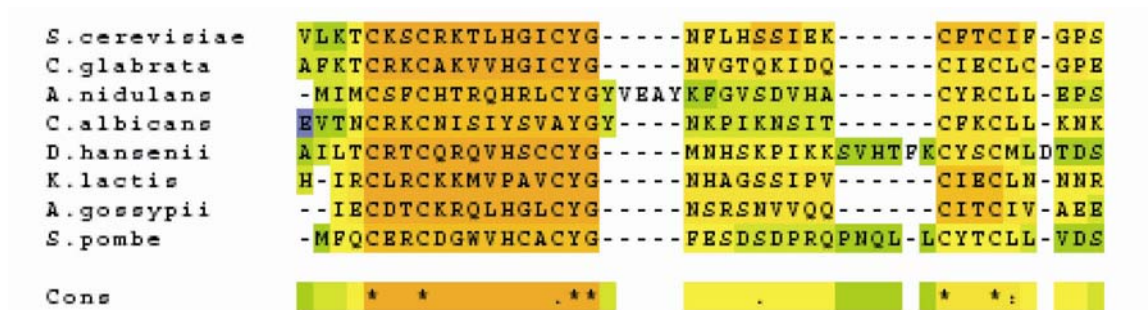 S.cerevisiae VLKTCKSCRKTLHGICYG-----NFLHSSIEK------CFTCIF-GPS
C.glabrata AFKTCRKCAKVVHGICYG-----NVGTQKIDQ------CIECLC-GPE
A.nidulans -MIMCSFCHTRQHRLCYGYVEAYKFGVSDVHA------CYRCLL-EPS
C.albicans EVTNCRKCNISIYSVAYGY----NKPIKNSIT------CFKCLL-KNK
D.hansenii AILTCRTCQRQVHSCCYG-----MNHSKPIKKSVHTFKCYSCMLDTDS
K.lactis H-IRCLRCKKMVPAVCYG-----NHAGSSIPV------CIECLN-NNR
A.gossypii --IECDTCKRQLHGLCYG-----NSRSNVVQQ------CITCIV-AEE
S.pombe -MFQCERCDGWVHCACYG-----FESDSDPRQPNQL-LCYTCLL-VDS
Cons * * .** . * *: